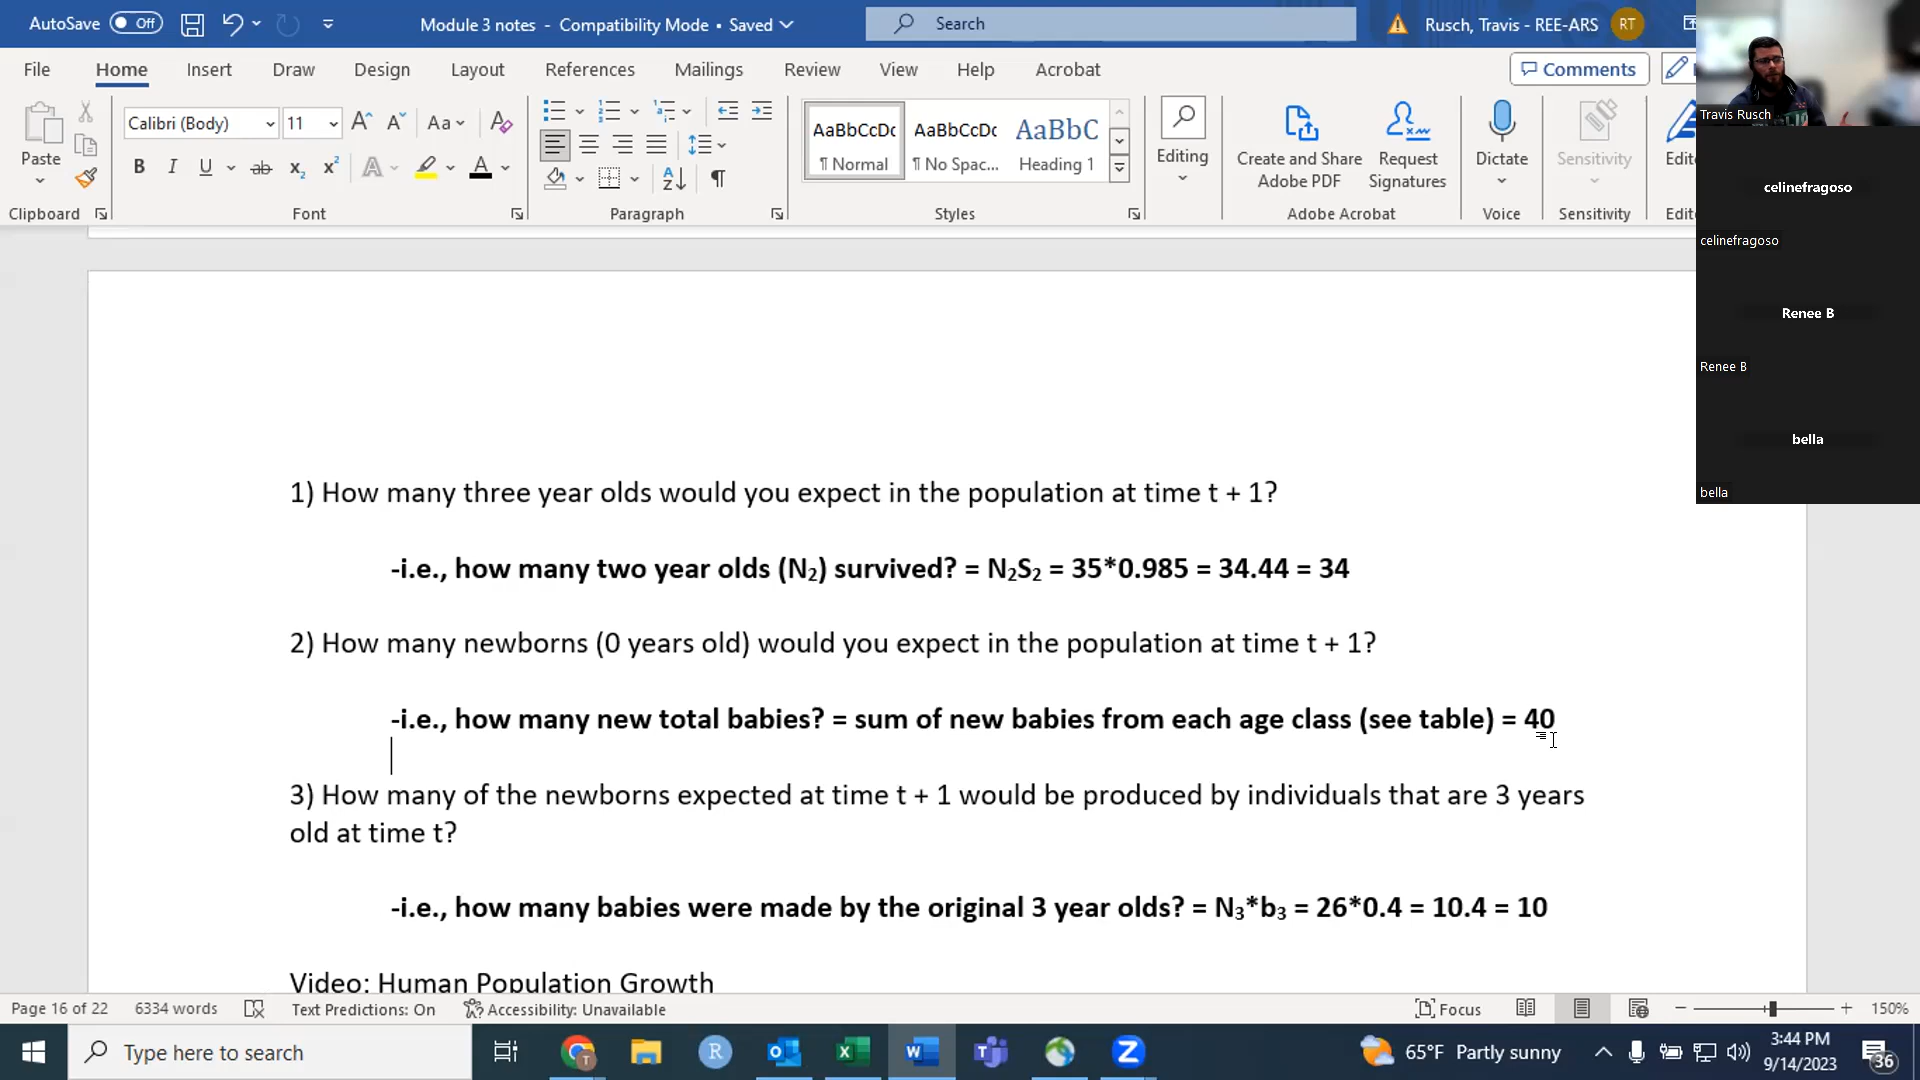 AutoSave Off Module 3 notes - Compatibility Mode • Saved Search Rusch, Travis - REE-ARS RT
File Home Insert Draw Design Layout References Mailings Review View Help Acrobat Comments
Paste Calibri (Body) 11 Aa AaBbCcDc AaBbCcDc AaBbC
B I U ab x₂ x² A A ¶ Normal ¶ No Spac... Heading 1
Editing Create and Share Adobe PDF Request Signatures Dictate Sensitivity
Clipboard Font Paragraph Styles Adobe Acrobat Voice Sensitivity
Travis Rusch
celinefragoso
celinefragoso
Renee B
Renee B
bella
bella
1) How many three year olds would you expect in the population at time t + 1?
-i.e., how many two year olds (N₂) survived? = N₂S₂ = 35*0.985 = 34.44 = 34
2) How many newborns (0 years old) would you expect in the population at time t + 1?
-i.e., how many new total babies? = sum of new babies from each age class (see table) = 40
3) How many of the newborns expected at time t + 1 would be produced by individuals that are 3 years
old at time t?
-i.e., how many babies were made by the original 3 year olds? = N₃*b₃ = 26*0.4 = 10.4 = 10
Video: Human Population Growth
Page 16 of 22 6334 words Text Predictions: On Accessibility: Unavailable Focus 150%
Type here to search 65°F Partly sunny 3:44 PM
9/14/2023 36